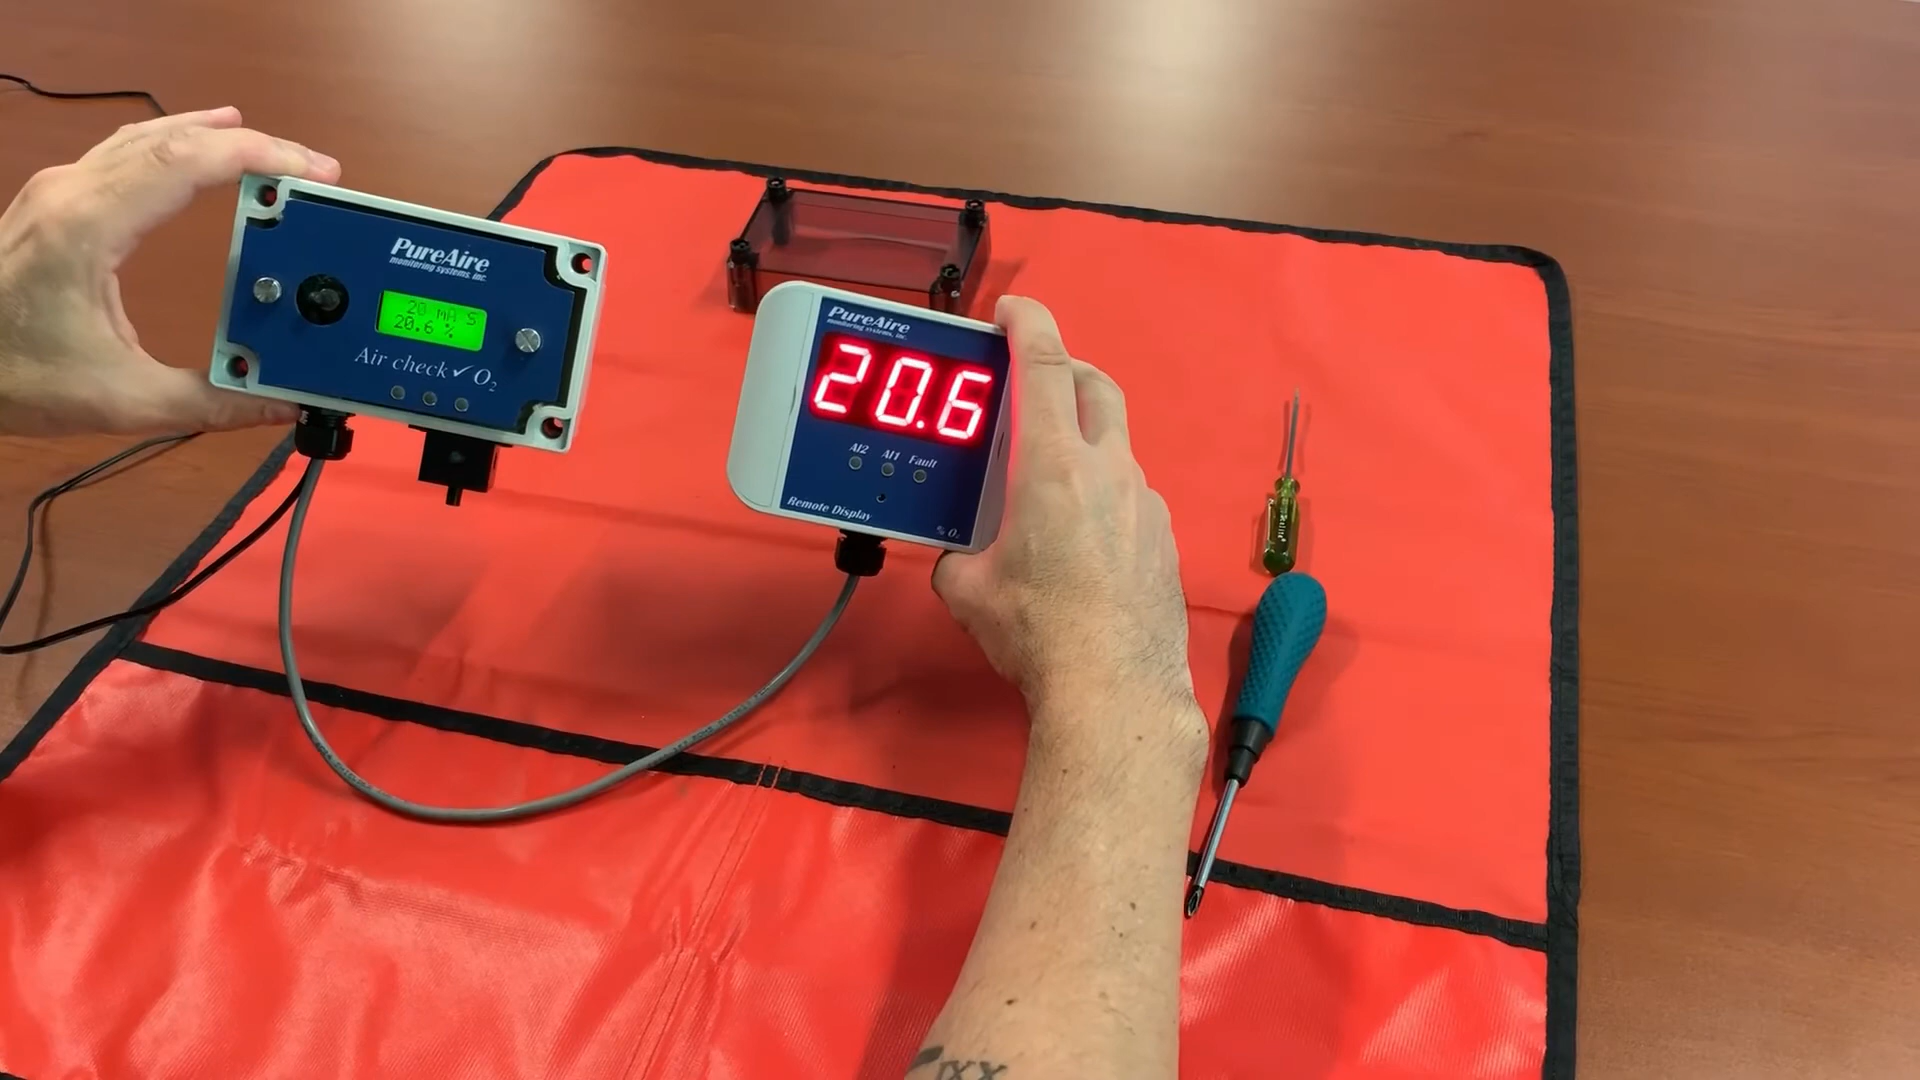 PureAire
monitoring systems, inc.
20 mA S
20.6 %
Air check✓ O₂
PureAire
monitoring systems, inc.
20.6
Al2 Al1 Fault
Remote Display
% O₂
IXX